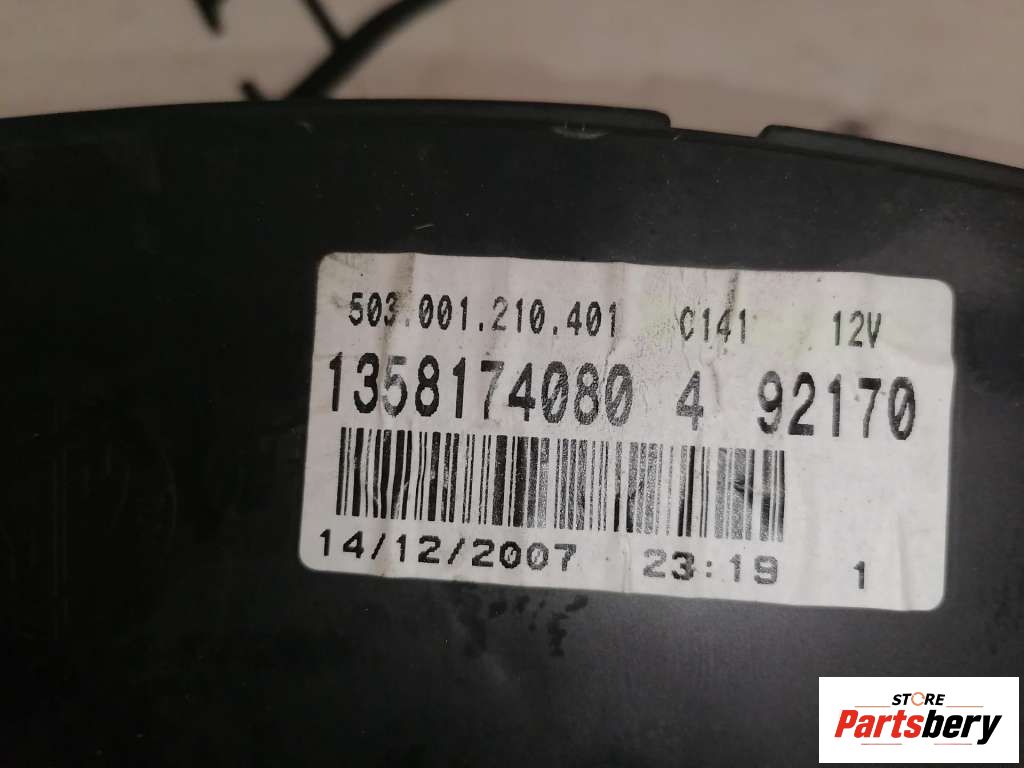 503.001.210.401 C141 12V
1358174080 4 92170
14/12/2007 23:19 1
STORE
Partsbery